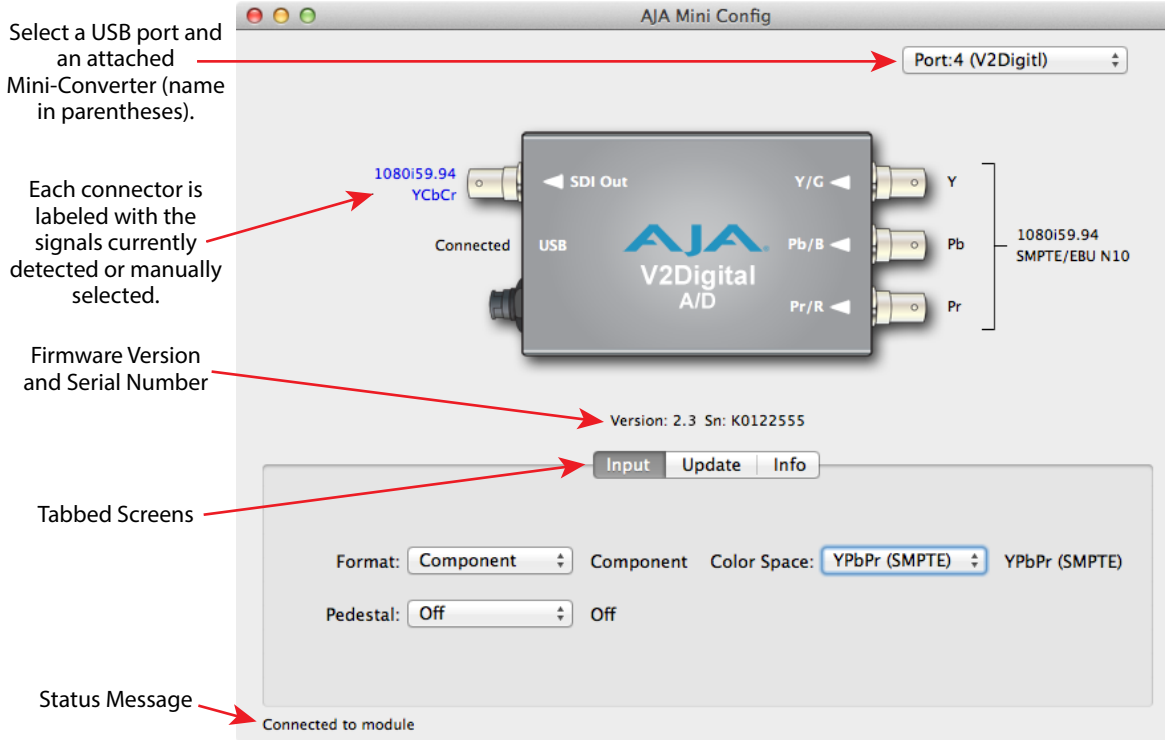 AJA Mini Config
Select a USB port and
an attached
Mini-Converter (name
in parentheses).
Port:4 (V2Digitl)
Each connector is
labeled with the
signals currently
detected or manually
selected.
1080i59.94
YCbCr
Connected
SDI Out
USB
AJA
V2Digital
A/D
Y/G
Pb/B
Pr/R
Y
Pb
Pr
1080i59.94
SMPTE/EBU N10
Firmware Version
and Serial Number
Version: 2.3 Sn: K0122555
Tabbed Screens
Input Update Info
Format: Component Component Color Space: YPbPr (SMPTE) YPbPr (SMPTE)
Pedestal: Off Off
Status Message
Connected to module